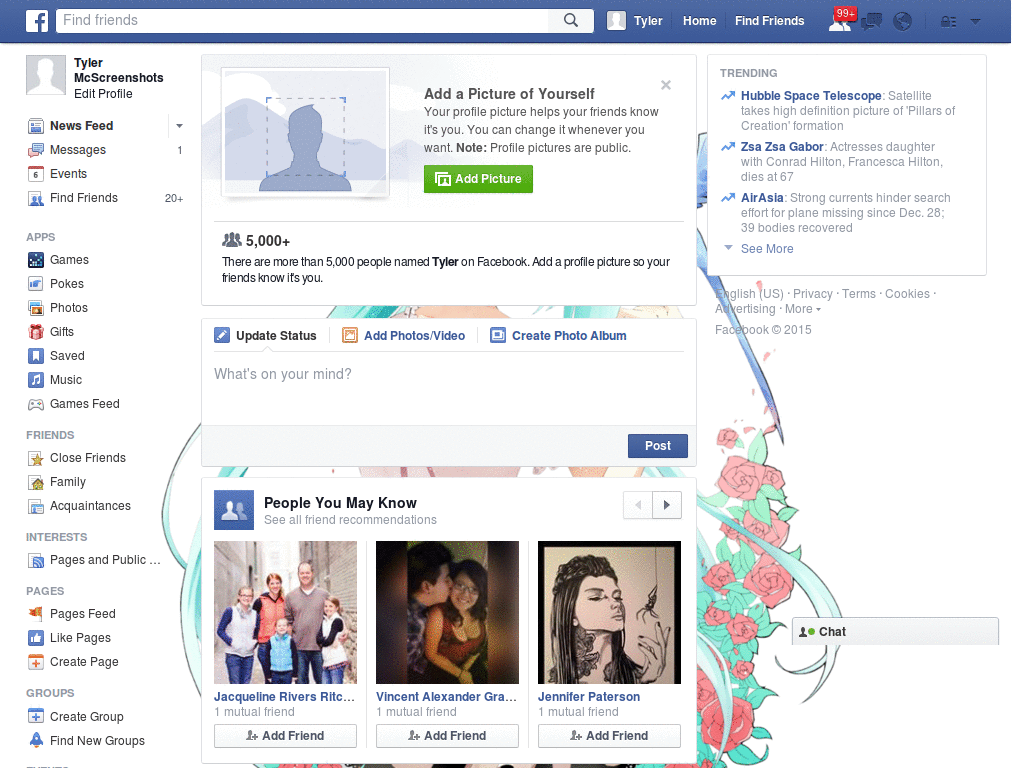 f
Find friends
Tyler Home Find Friends
99+
Tyler
McScreenshots
Edit Profile
News Feed
Messages 1
6 Events
Find Friends 20+
APPS
Games
Pokes
Photos
Gifts
Saved
Music
Games Feed
FRIENDS
Close Friends
Family
Acquaintances
INTERESTS
Pages and Public ...
PAGES
Pages Feed
Like Pages
Create Page
GROUPS
Create Group
Find New Groups
EVENTS
Add a Picture of Yourself
Your profile picture helps your friends know
it's you. You can change it whenever you
want. Note: Profile pictures are public.
Add Picture
5,000+
There are more than 5,000 people named Tyler on Facebook. Add a profile picture so your
friends know it's you.
Update Status Add Photos/Video Create Photo Album
What's on your mind?
Post
People You May Know
See all friend recommendations
Jacqueline Rivers Ritc... Vincent Alexander Gra... Jennifer Paterson
1 mutual friend 1 mutual friend 1 mutual friend
Add Friend Add Friend Add Friend
TRENDING
Hubble Space Telescope: Satellite
takes high definition picture of 'Pillars of
Creation' formation
Zsa Zsa Gabor: Actresses daughter
with Conrad Hilton, Francesca Hilton,
dies at 67
AirAsia: Strong currents hinder search
effort for plane missing since Dec. 28;
39 bodies recovered
See More
English (US) · Privacy · Terms · Cookies ·
Advertising · More
Facebook © 2015
Chat